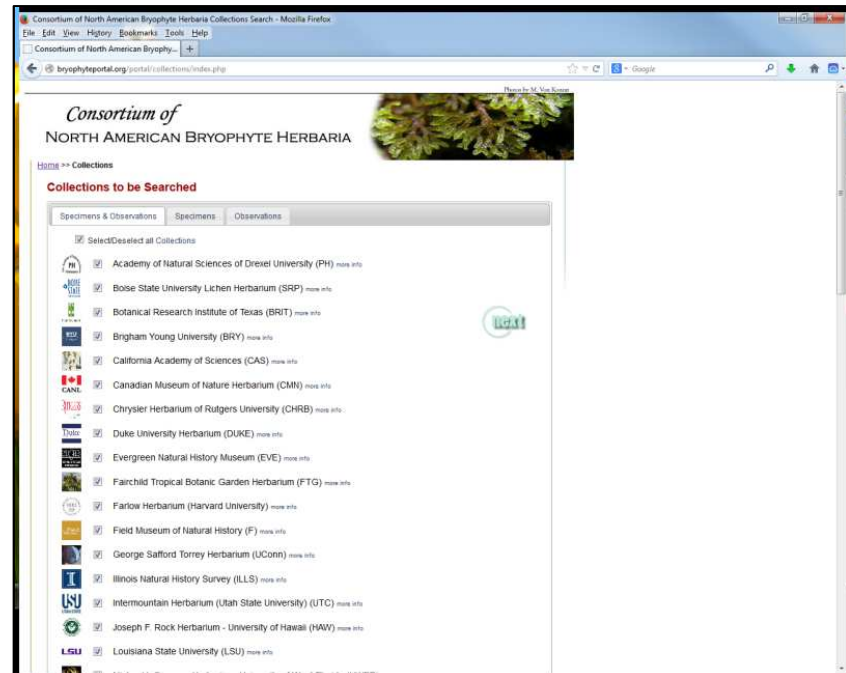 Consortium of North American Bryophyte Herbaria Collections Search - Mozilla Firefox
File Edit View History Bookmarks Tools Help
Consortium of North American Bryophy... +
bryophyteportal.org/portal/collections/index.php
Google
Photos by M. Von
Consortium of
NORTH AMERICAN BRYOPHYTE HERBARIA
Home >> Collections
Collections to be Searched
Specimens & Observations Specimens Observations
Select/Deselect all Collections
PH Academy of Natural Sciences of Drexel University (PH) more info
BOISE STATE Boise State University Lichen Herbarium (SRP) more info
Botanical Research Institute of Texas (BRIT) more info
next
Brigham Young University (BRY) more info
California Academy of Sciences (CAS) more info
CANL Canadian Museum of Nature Herbarium (CMN) more info
Chrysler Herbarium of Rutgers University (CHRB) more info
Duke Duke University Herbarium (DUKE) more info
Evergreen Natural History Museum (EVE) more info
Fairchild Tropical Botanic Garden Herbarium (FTG) more info
Farlow Herbarium (Harvard University) more info
Field Museum of Natural History (F) more info
George Safford Torrey Herbarium (UConn) more info
I Illinois Natural History Survey (ILLS) more info
USU Intermountain Herbarium (Utah State University) (UTC) more info
Joseph F. Rock Herbarium - University of Hawaii (HAW) more info
LSU Louisiana State University (LSU) more info